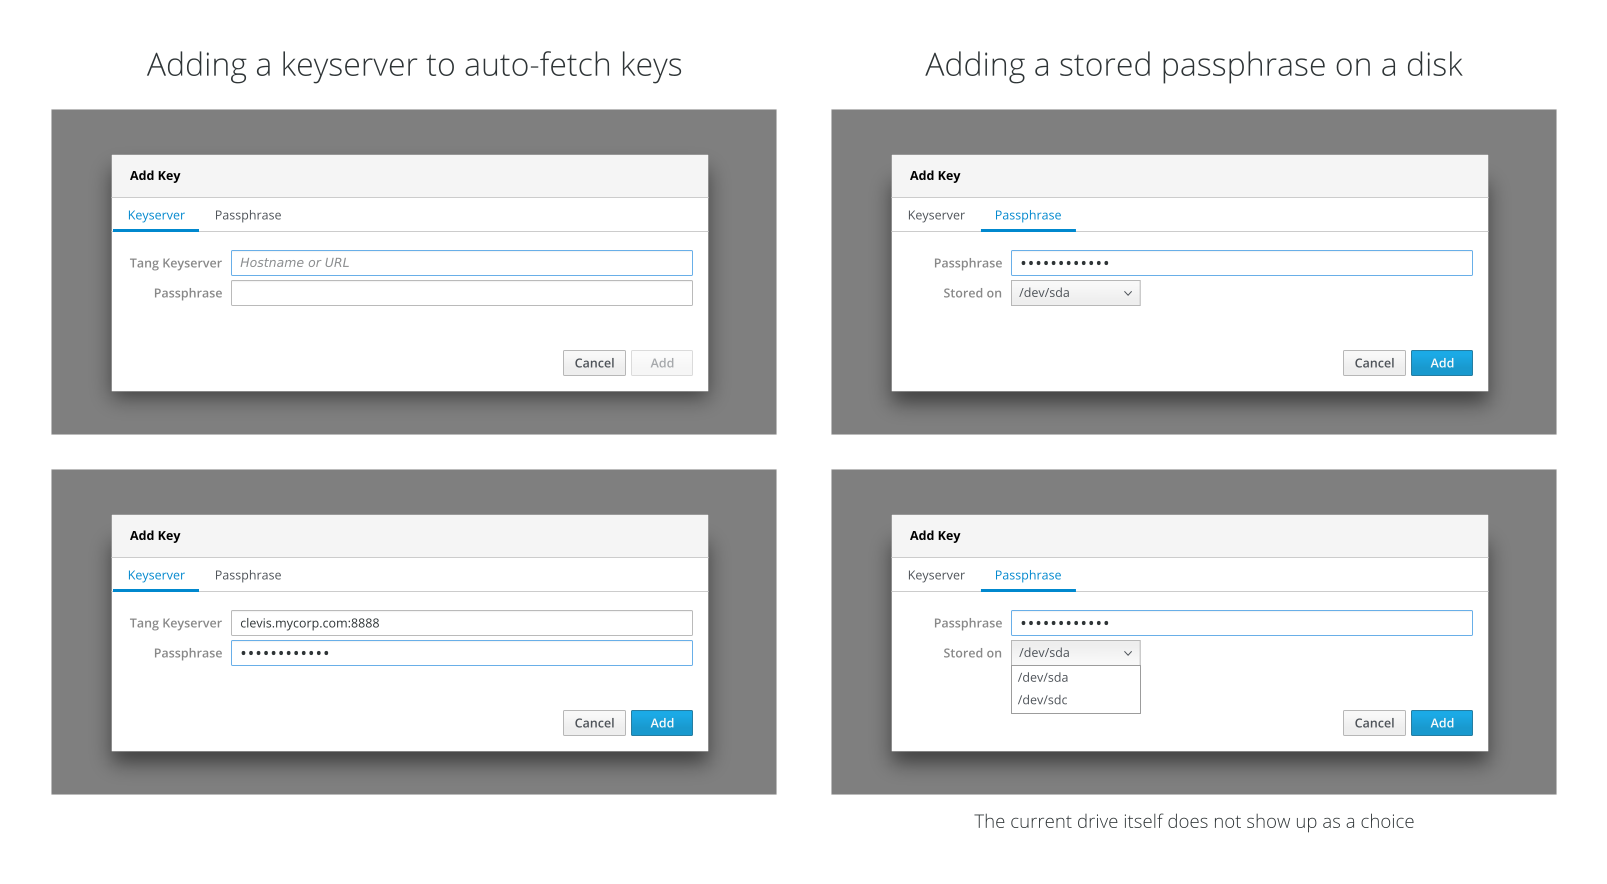 Adding a keyserver to auto-fetch keys
Add Key
Keyserver Passphrase
Tang Keyserver Hostname or URL
Passphrase
Cancel Add
Add Key
Keyserver Passphrase
Tang Keyserver clevis.mycorp.com:8888
Passphrase ••••••••••••
Cancel Add
Adding a stored passphrase on a disk
Add Key
Keyserver Passphrase
Passphrase ••••••••••••
Stored on /dev/sda
Cancel Add
Add Key
Keyserver Passphrase
Passphrase ••••••••••••
Stored on /dev/sda
/dev/sda
/dev/sdc
Cancel Add
The current drive itself does not show up as a choice